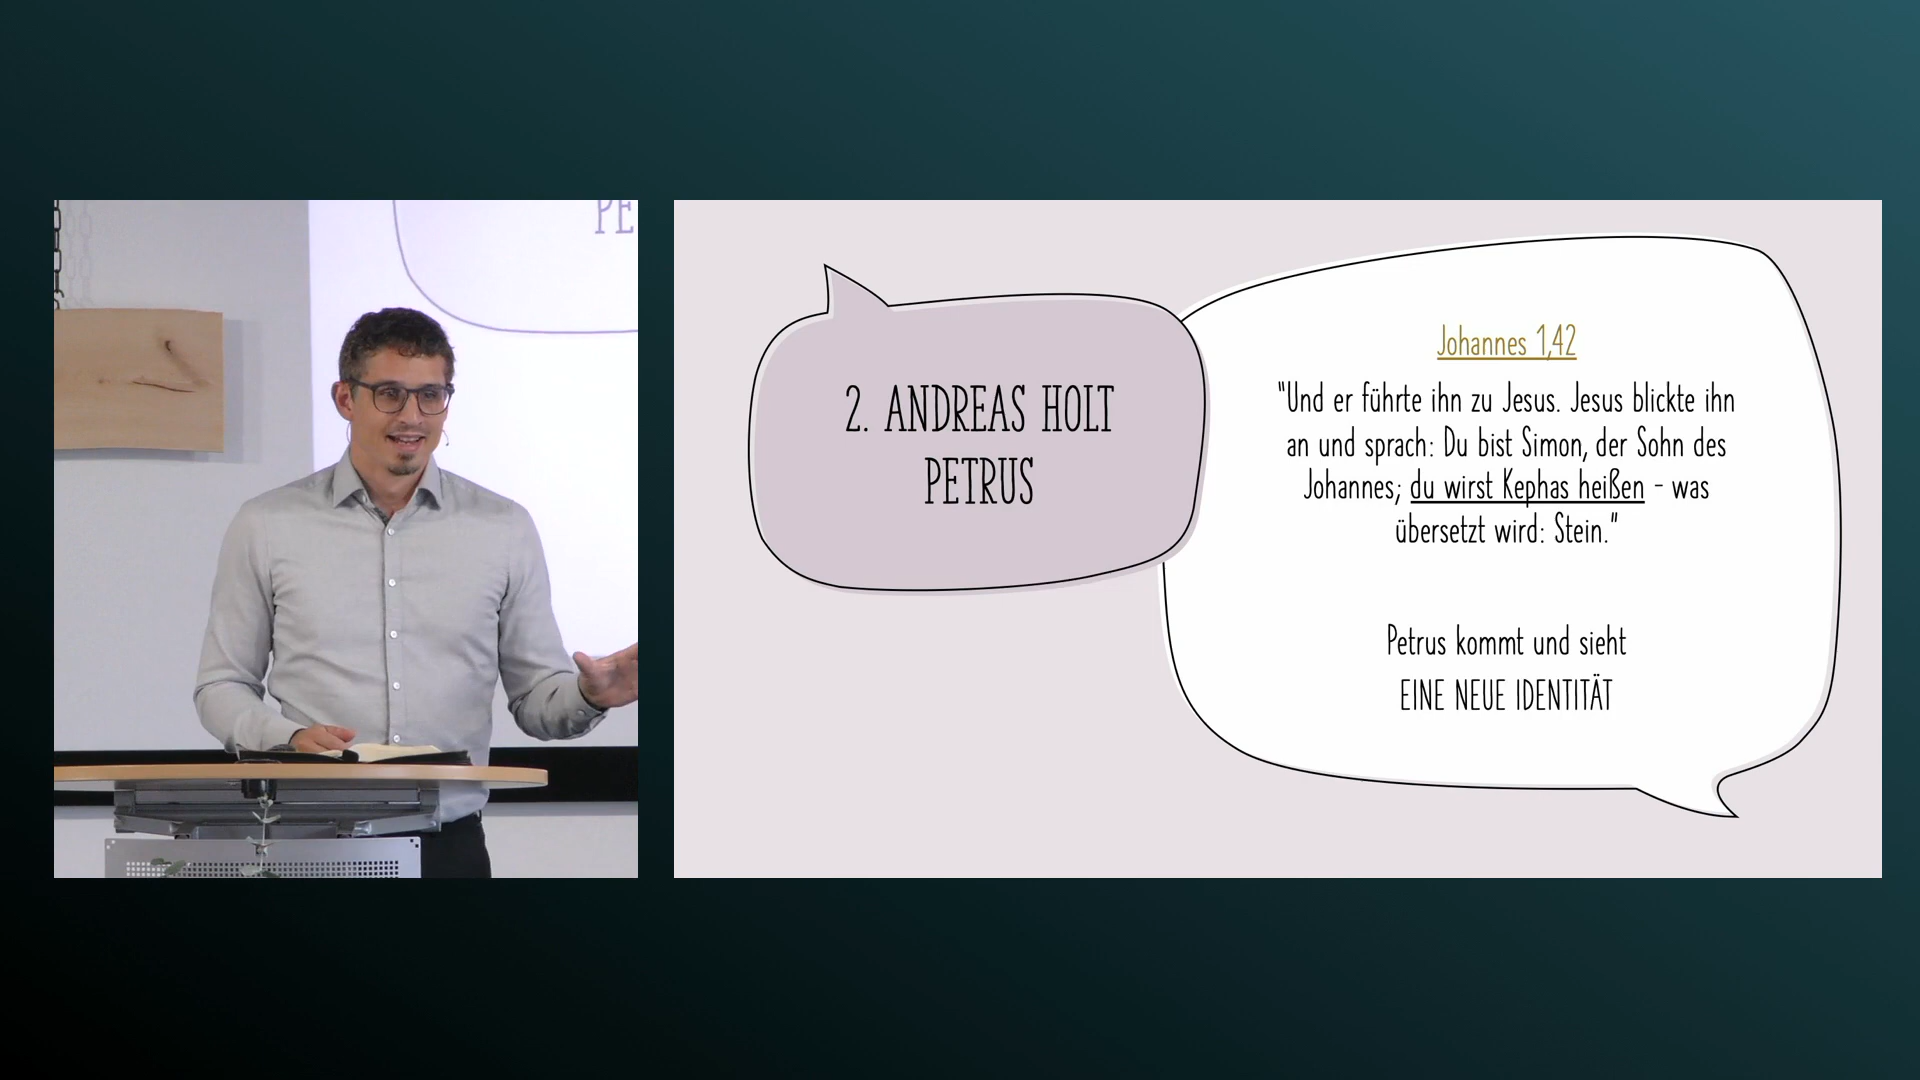 PE
2. ANDREAS HOLT
PETRUS
Johannes 1,42
"Und er führte ihn zu Jesus. Jesus blickte ihn
an und sprach: Du bist Simon, der Sohn des
Johannes; du wirst Kephas heißen - was
übersetzt wird: Stein."
Petrus kommt und sieht
EINE NEUE IDENTITÄT